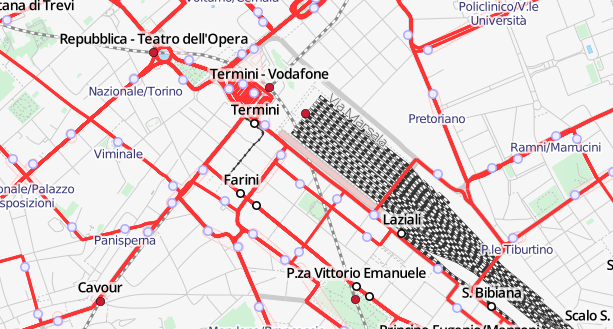 ana di Trevi
Volturno/Cernaia
Policlinico/V.le
Università
Repubblica - Teatro dell'Opera
Termini - Vodafone
Nazionale/Torino
Via Marsala
Termini
Pretoriano
Viminale
Ramni/Marrucini
Farini
onale/Palazzo
sposizioni
Laziali
Panisperna
P.le Tiburtino
P.za Vittorio Emanuele
Cavour
S. Bibiana
Scalo S
S
Principe Eugenio/Manzoni